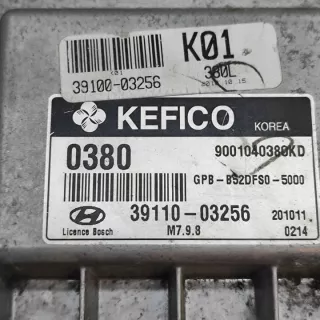 K01
K01
39100-03256
380L
KEFICO
KOREA
0380
9001040380KD
GPB-BS2DFS0-5000
39110-03256
201011
Licence Bosch
M7.9.8
0214